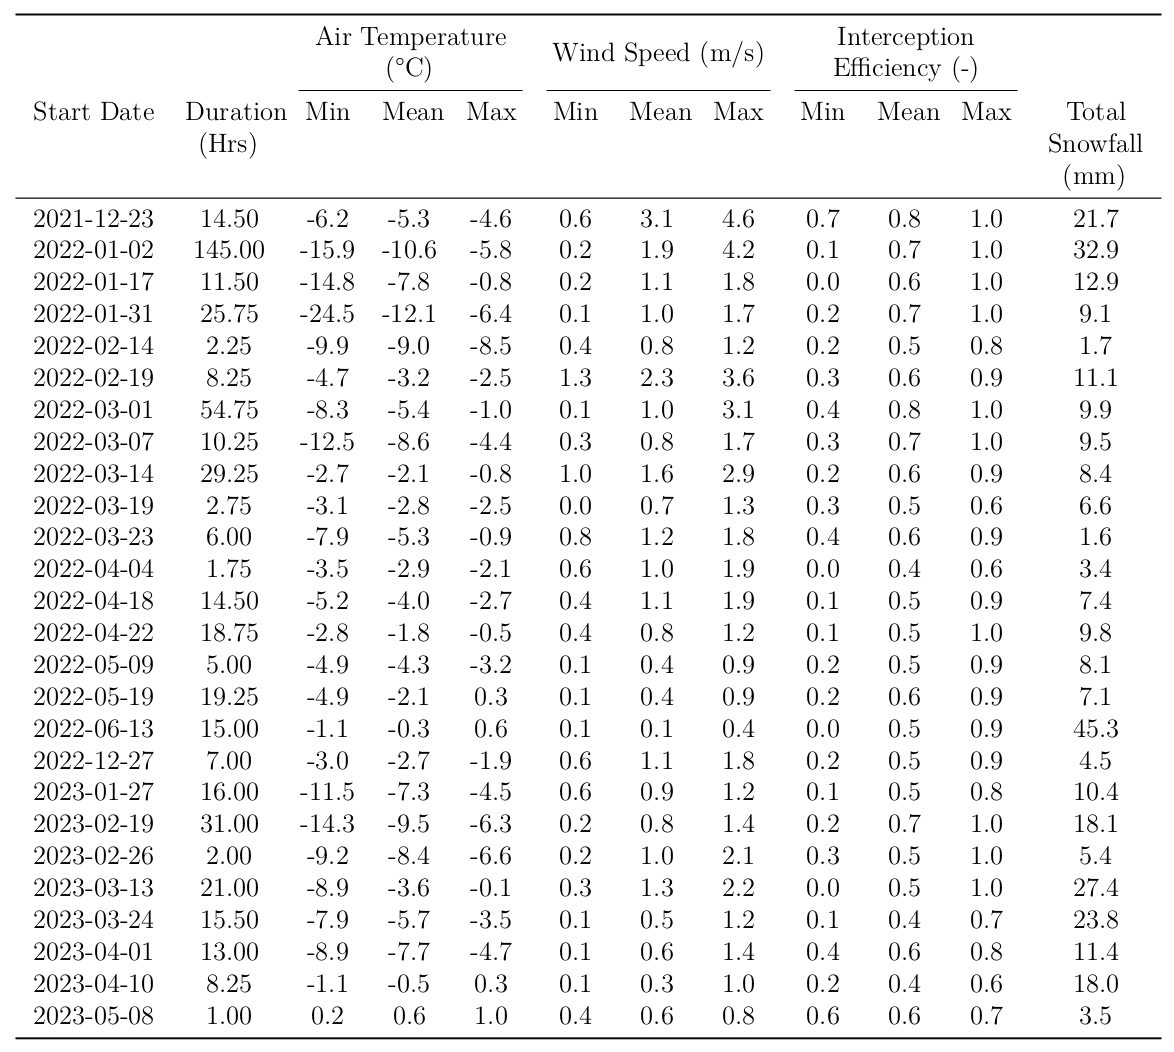 Air Temperature (°C) Wind Speed (m/s) Interception Efficiency (-)
Start Date Duration (Hrs) Min Mean Max Min Mean Max Min Mean Max Total Snowfall (mm)
2021-12-23 14.50 -6.2 -5.3 -4.6 0.6 3.1 4.6 0.7 0.8 1.0 21.7
2022-01-02 145.00 -15.9 -10.6 -5.8 0.2 1.9 4.2 0.1 0.7 1.0 32.9
2022-01-17 11.50 -14.8 -7.8 -0.8 0.2 1.1 1.8 0.0 0.6 1.0 12.9
2022-01-31 25.75 -24.5 -12.1 -6.4 0.1 1.0 1.7 0.2 0.7 1.0 9.1
2022-02-14 2.25 -9.9 -9.0 -8.5 0.4 0.8 1.2 0.2 0.5 0.8 1.7
2022-02-19 8.25 -4.7 -3.2 -2.5 1.3 2.3 3.6 0.3 0.6 0.9 11.1
2022-03-01 54.75 -8.3 -5.4 -1.0 0.1 1.0 3.1 0.4 0.8 1.0 9.9
2022-03-07 10.25 -12.5 -8.6 -4.4 0.3 0.8 1.7 0.3 0.7 1.0 9.5
2022-03-14 29.25 -2.7 -2.1 -0.8 1.0 1.6 2.9 0.2 0.6 0.9 8.4
2022-03-19 2.75 -3.1 -2.8 -2.5 0.0 0.7 1.3 0.3 0.5 0.6 6.6
2022-03-23 6.00 -7.9 -5.3 -0.9 0.8 1.2 1.8 0.4 0.6 0.9 1.6
2022-04-04 1.75 -3.5 -2.9 -2.1 0.6 1.0 1.9 0.0 0.4 0.6 3.4
2022-04-18 14.50 -5.2 -4.0 -2.7 0.4 1.1 1.9 0.1 0.5 0.9 7.4
2022-04-22 18.75 -2.8 -1.8 -0.5 0.4 0.8 1.2 0.1 0.5 1.0 9.8
2022-05-09 5.00 -4.9 -4.3 -3.2 0.1 0.4 0.9 0.2 0.5 0.9 8.1
2022-05-19 19.25 -4.9 -2.1 0.3 0.1 0.4 0.9 0.2 0.6 0.9 7.1
2022-06-13 15.00 -1.1 -0.3 0.6 0.1 0.1 0.4 0.0 0.5 0.9 45.3
2022-12-27 7.00 -3.0 -2.7 -1.9 0.6 1.1 1.8 0.2 0.5 0.9 4.5
2023-01-27 16.00 -11.5 -7.3 -4.5 0.6 0.9 1.2 0.1 0.5 0.8 10.4
2023-02-19 31.00 -14.3 -9.5 -6.3 0.2 0.8 1.4 0.2 0.7 1.0 18.1
2023-02-26 2.00 -9.2 -8.4 -6.6 0.2 1.0 2.1 0.3 0.5 1.0 5.4
2023-03-13 21.00 -8.9 -3.6 -0.1 0.3 1.3 2.2 0.0 0.5 1.0 27.4
2023-03-24 15.50 -7.9 -5.7 -3.5 0.1 0.5 1.2 0.1 0.4 0.7 23.8
2023-04-01 13.00 -8.9 -7.7 -4.7 0.1 0.6 1.4 0.4 0.6 0.8 11.4
2023-04-10 8.25 -1.1 -0.5 0.3 0.1 0.3 1.0 0.2 0.4 0.6 18.0
2023-05-08 1.00 0.2 0.6 1.0 0.4 0.6 0.8 0.6 0.6 0.7 3.5